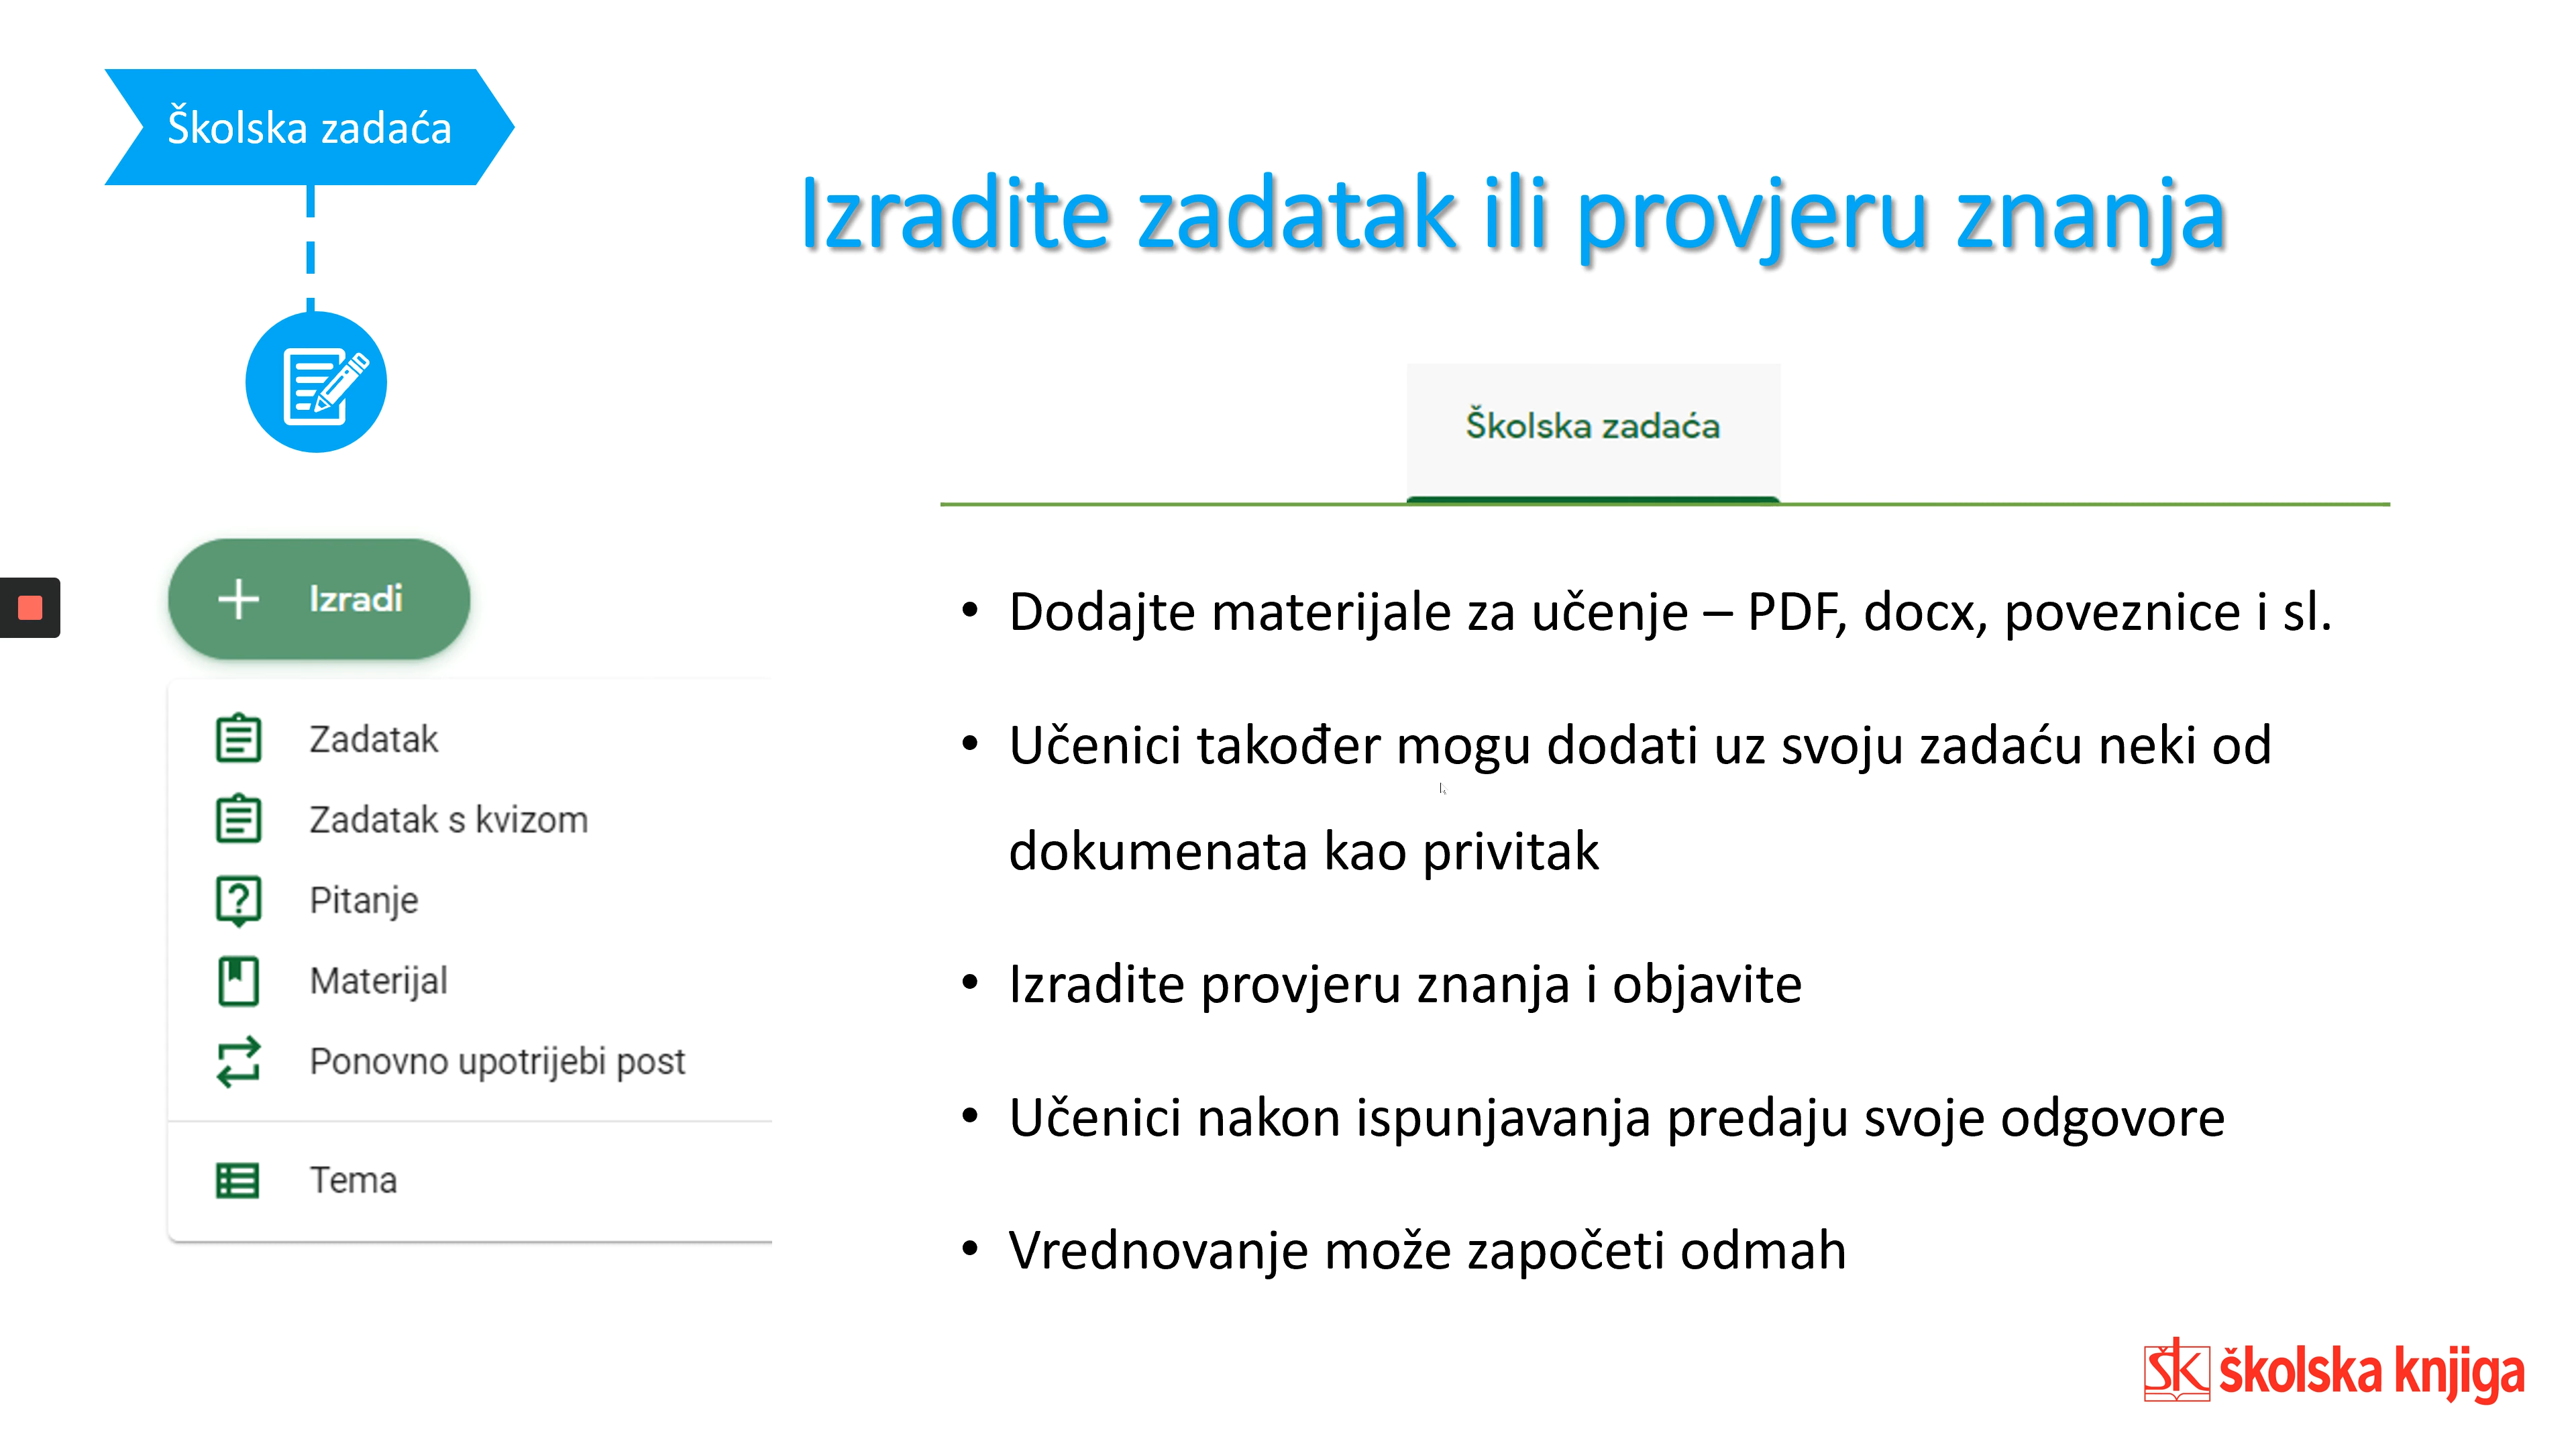 Školska zadaća
Izradite zadatak ili provjeru znanja
Školska zadaća
Izradi
Zadatak
Zadatak s kvizom
Pitanje
Materijal
Ponovno upotrijebi post
Tema
• Dodajte materijale za učenje – PDF, docx, poveznice i sl.
• Učenici također mogu dodati uz svoju zadaću neki od
dokumenata kao privitak
• Izradite provjeru znanja i objavite
• Učenici nakon ispunjavanja predaju svoje odgovore
• Vrednovanje može započeti odmah
šk školska knjiga